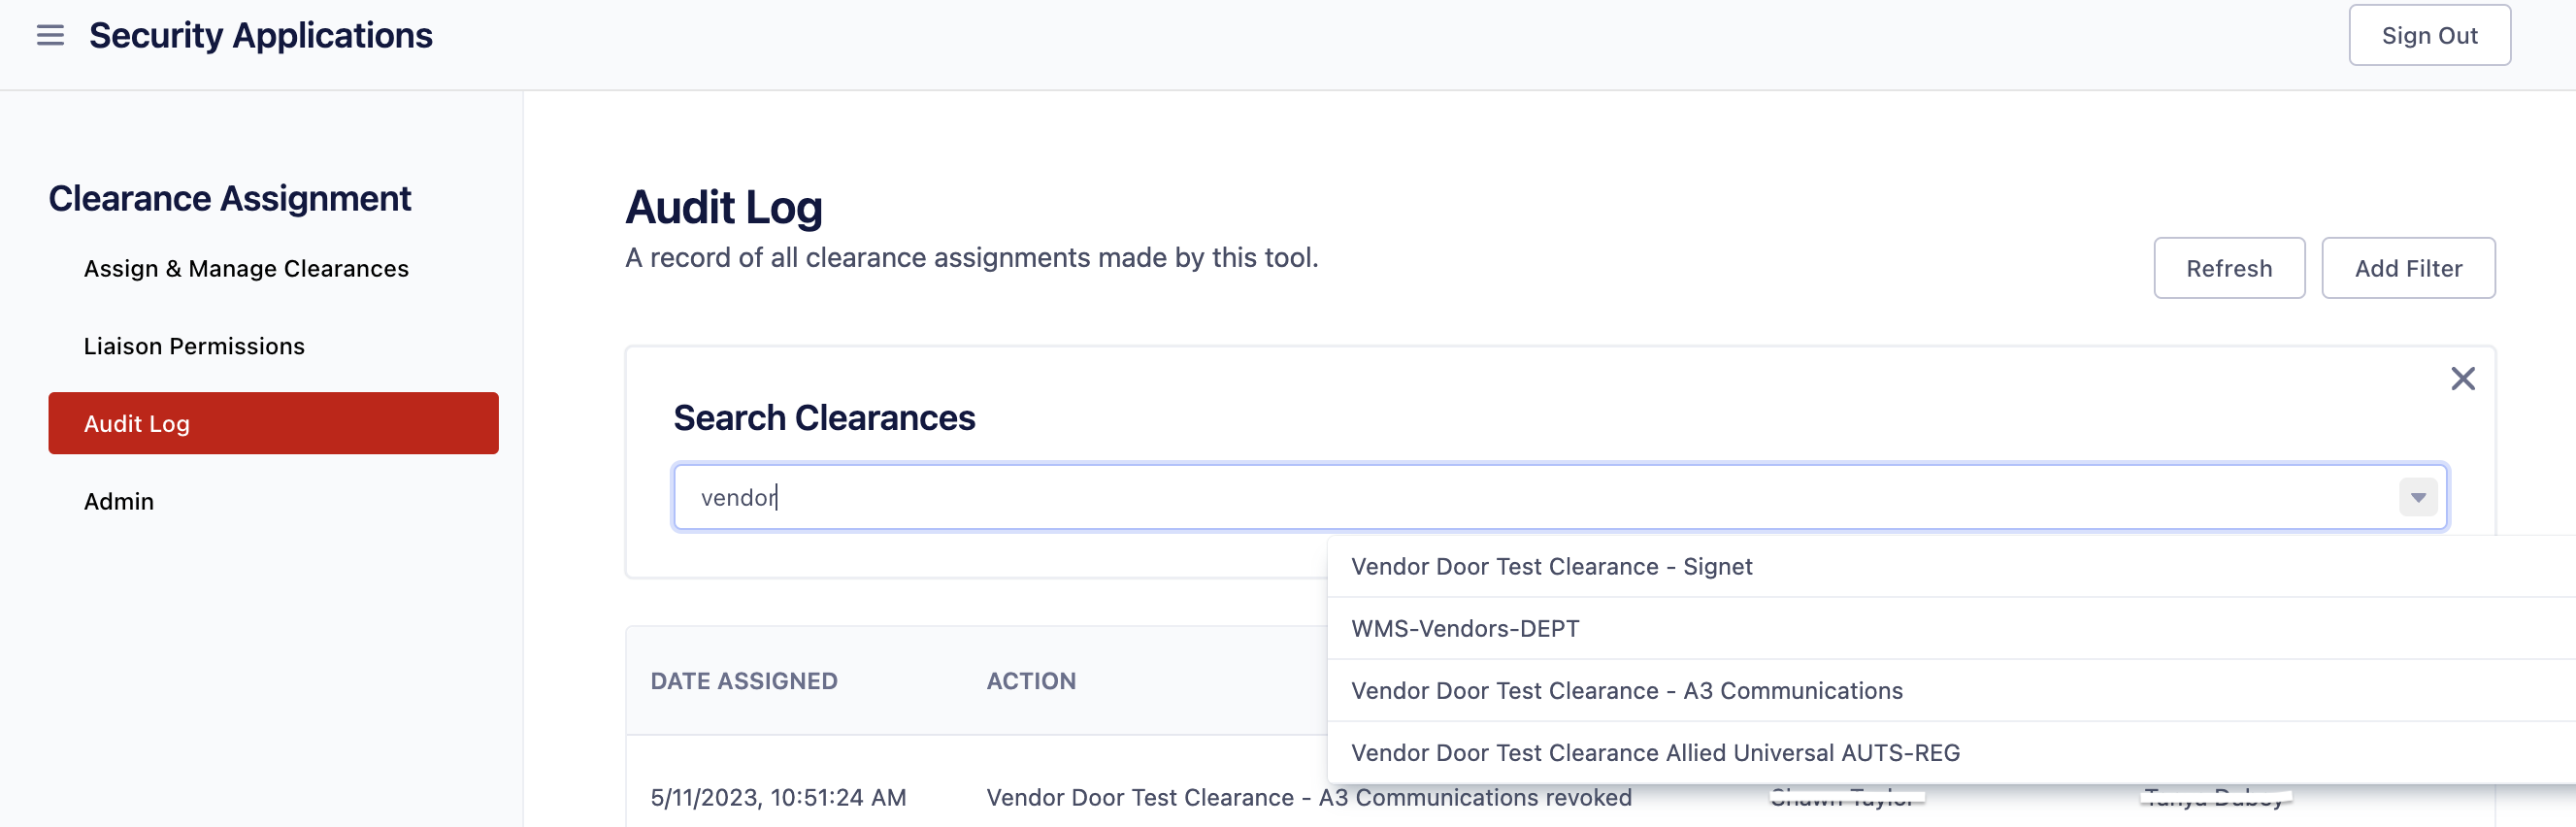 Security Applications
Sign Out
Clearance Assignment
Assign & Manage Clearances
Liaison Permissions
Audit Log
Admin
Audit Log
A record of all clearance assignments made by this tool.
Refresh
Add Filter
Search Clearances
vendor
Vendor Door Test Clearance - Signet
WMS-Vendors-DEPT
Vendor Door Test Clearance - A3 Communications
Vendor Door Test Clearance Allied Universal AUTS-REG
DATE ASSIGNED ACTION
5/11/2023, 10:51:24 AM Vendor Door Test Clearance - A3 Communications revoked